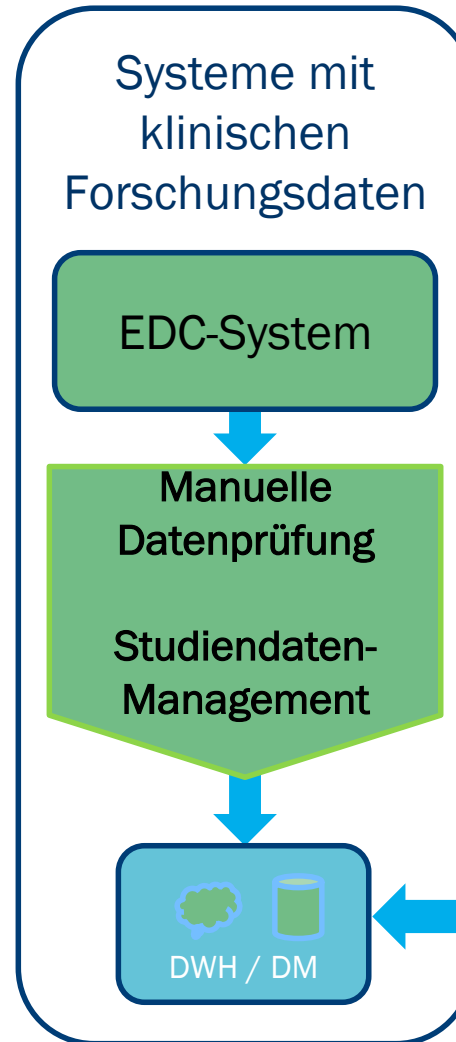 Systeme mit
klinischen
Forschungsdaten
EDC-System
Manuelle
Datenprüfung
Studiendaten-
Management
DWH / DM